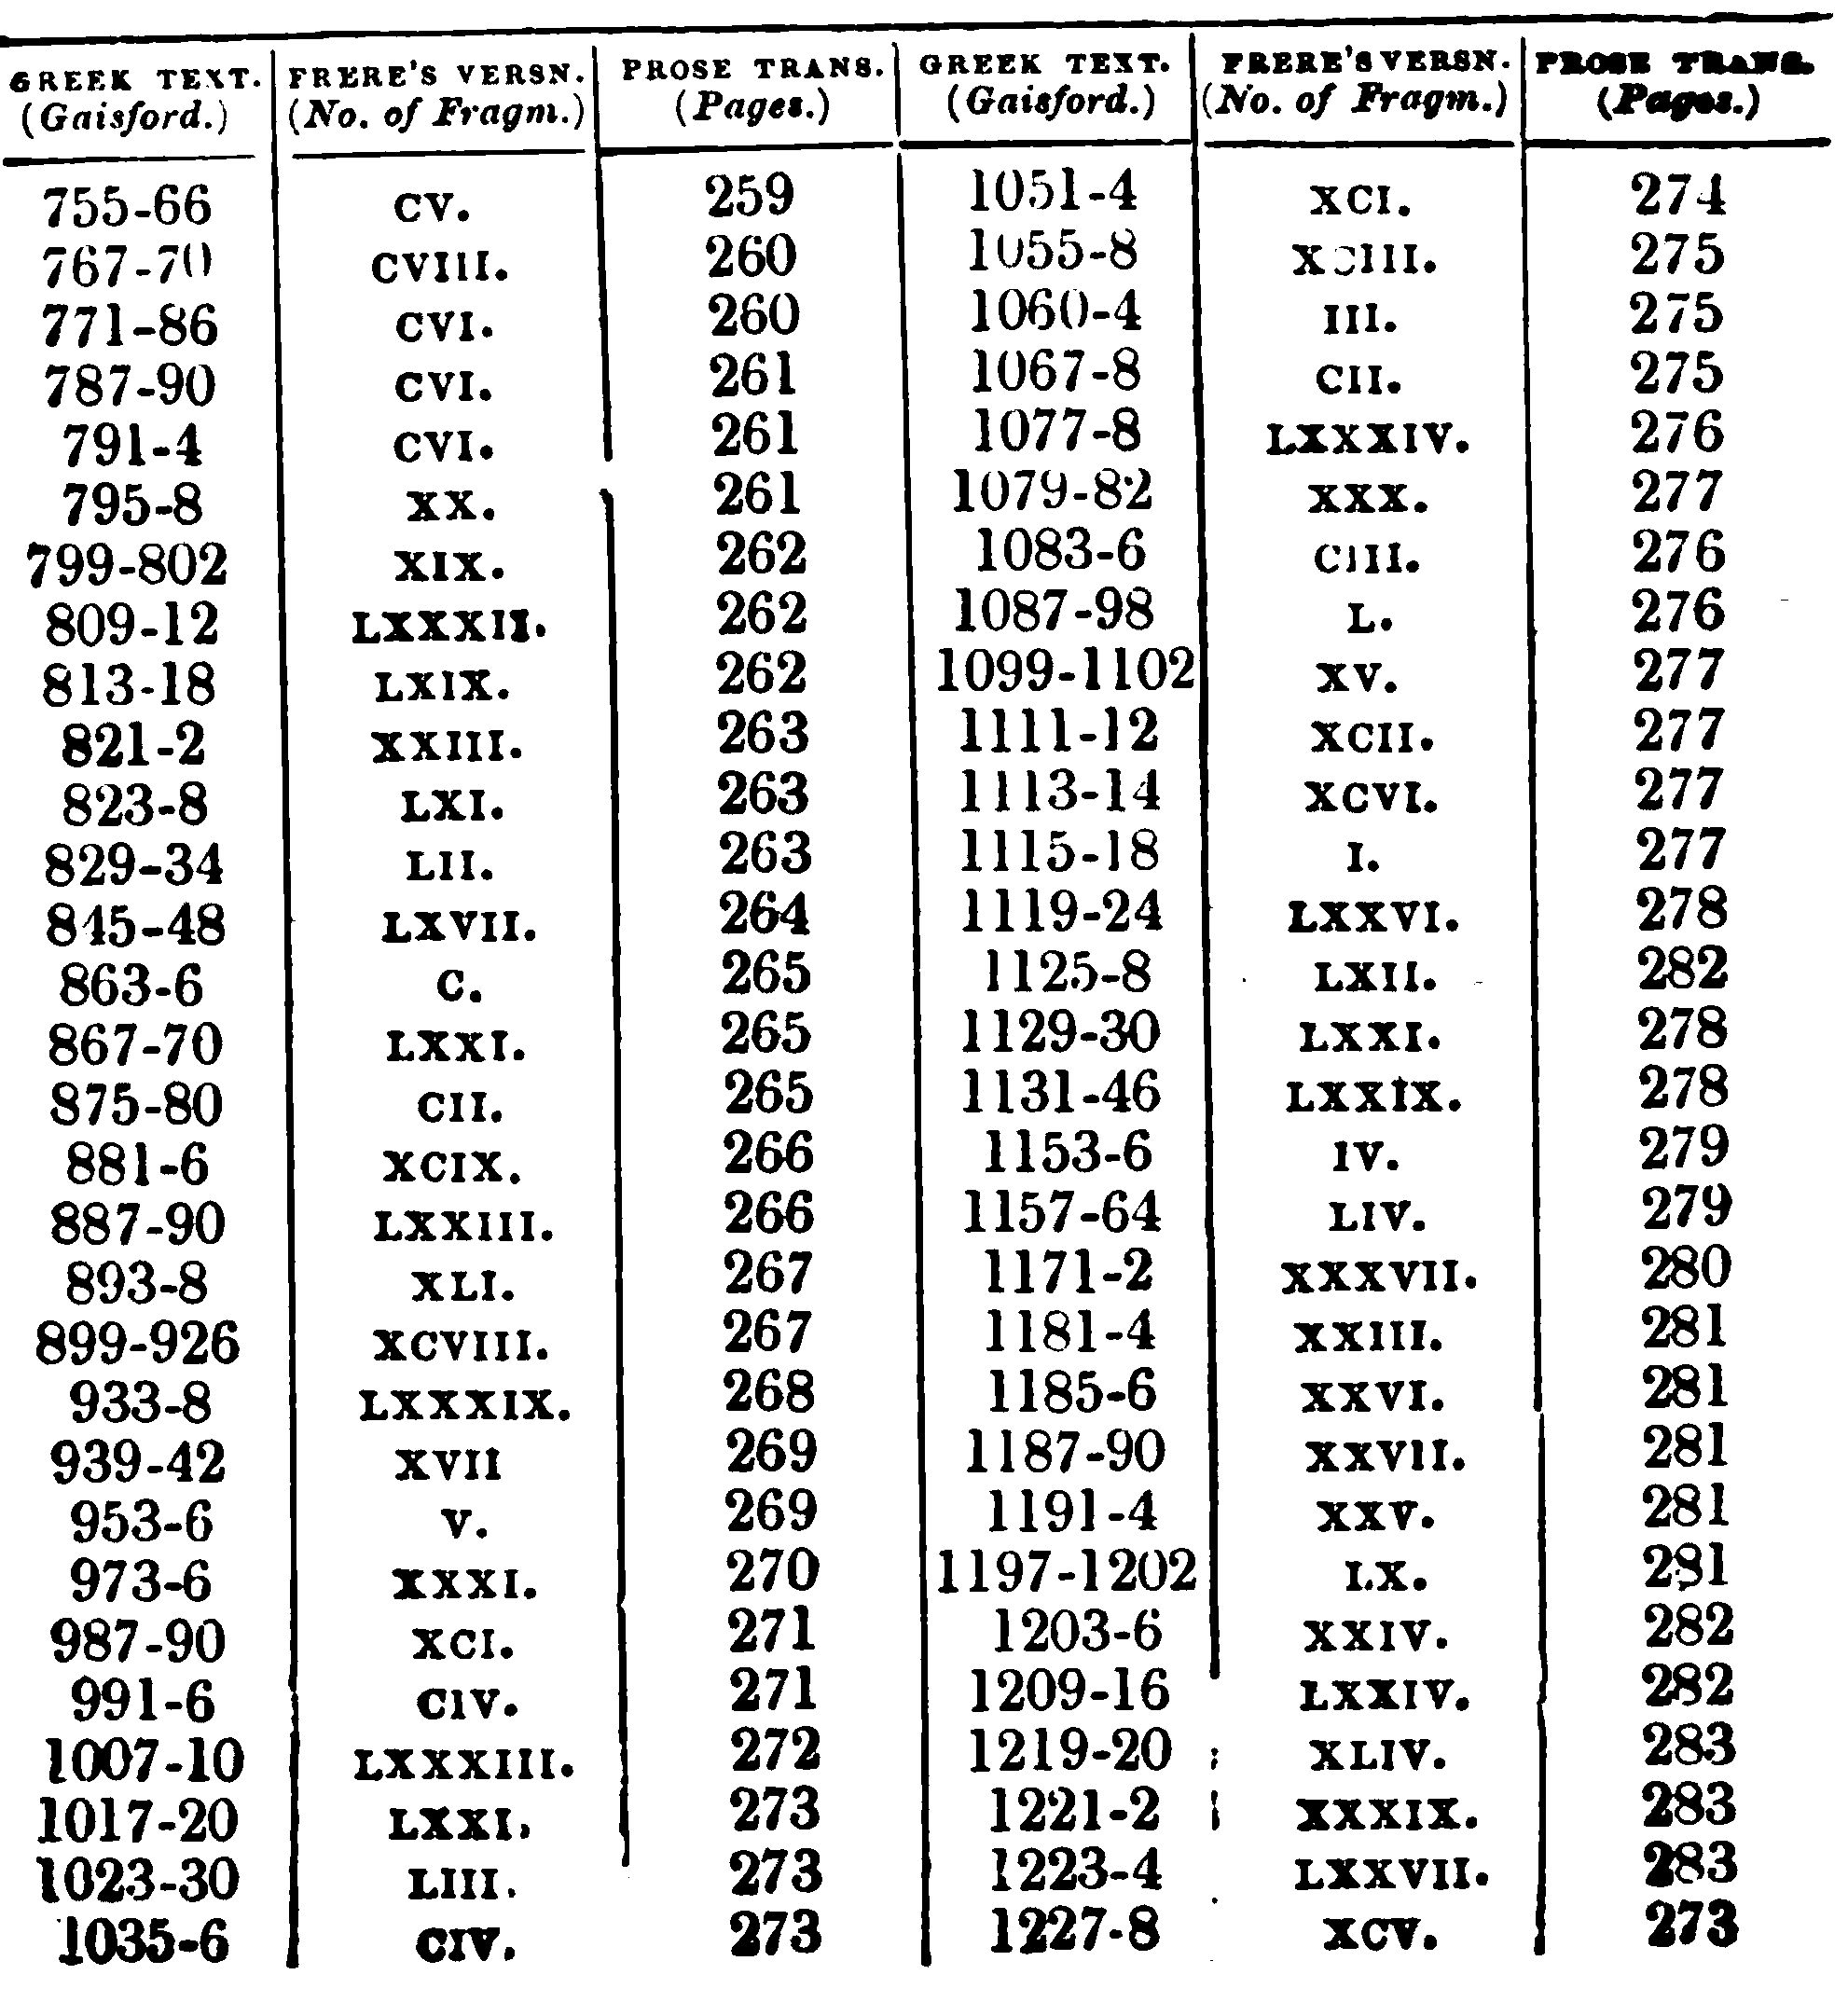 GREEK TEXT. FRERE'S VERSN. PROSE TRANS. GREEK TEXT. FRERE'S VERSN. PROSE TRANS.
(Gaisford.) (No. of Fragm.) (Pages.) (Gaisford.) (No. of Fragm.) (Pages.)
755-66 CV. 259 1051-4 XCI. 274
767-70 CVIII. 260 1055-8 XCIII. 275
771-86 CVI. 260 1060-4 III. 275
787-90 CVI. 261 1067-8 CII. 275
791-4 CVI. 261 1077-8 LXXXIV. 276
795-8 XX. 261 1079-82 XXX. 277
799-802 XIX. 262 1083-6 CIII. 276
809-12 LXXXII. 262 1087-98 L. 276
813-18 LXIX. 262 1099-1102 XV. 277
821-2 XXIII. 263 1111-12 XCII. 277
823-8 LXI. 263 1113-14 XCVI. 277
829-34 LII. 263 1115-18 I. 277
845-48 LXVII. 264 1119-24 LXXVI. 278
863-6 C. 265 1125-8 LXII. 282
867-70 LXXI. 265 1129-30 LXXI. 278
875-80 CII. 265 1131-46 LXXIX. 278
881-6 XCIX. 266 1153-6 IV. 279
887-90 LXXIII. 266 1157-64 LIV. 279
893-8 XLI. 267 1171-2 XXXVII. 280
899-926 XCVIII. 267 1181-4 XXIII. 281
933-8 LXXXIX. 268 1185-6 XXVI. 281
939-42 XVII 269 1187-90 XXVII. 281
953-6 V. 269 1191-4 XXV. 281
973-6 XXXI. 270 1197-1202 LX. 281
987-90 XCI. 271 1203-6 XXIV. 282
991-6 CIV. 271 1209-16 LXXIV. 282
1007-10 LXXXIII. 272 1219-20 XLIV. 283
1017-20 LXXI. 273 1221-2 XXXIX. 283
1023-30 LIII. 273 1223-4 LXXVII. 283
1035-6 CIV. 273 1227-8 XCV. 273